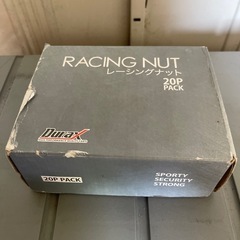 RACING NUT
レーシングナット
20P
PACK
DuraX
20P PACK
SPORTY
SECURITY
STRONG